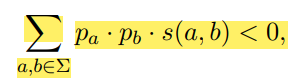 ∑ p_a · p_b · s(a, b) < 0,
a,b∈Σ